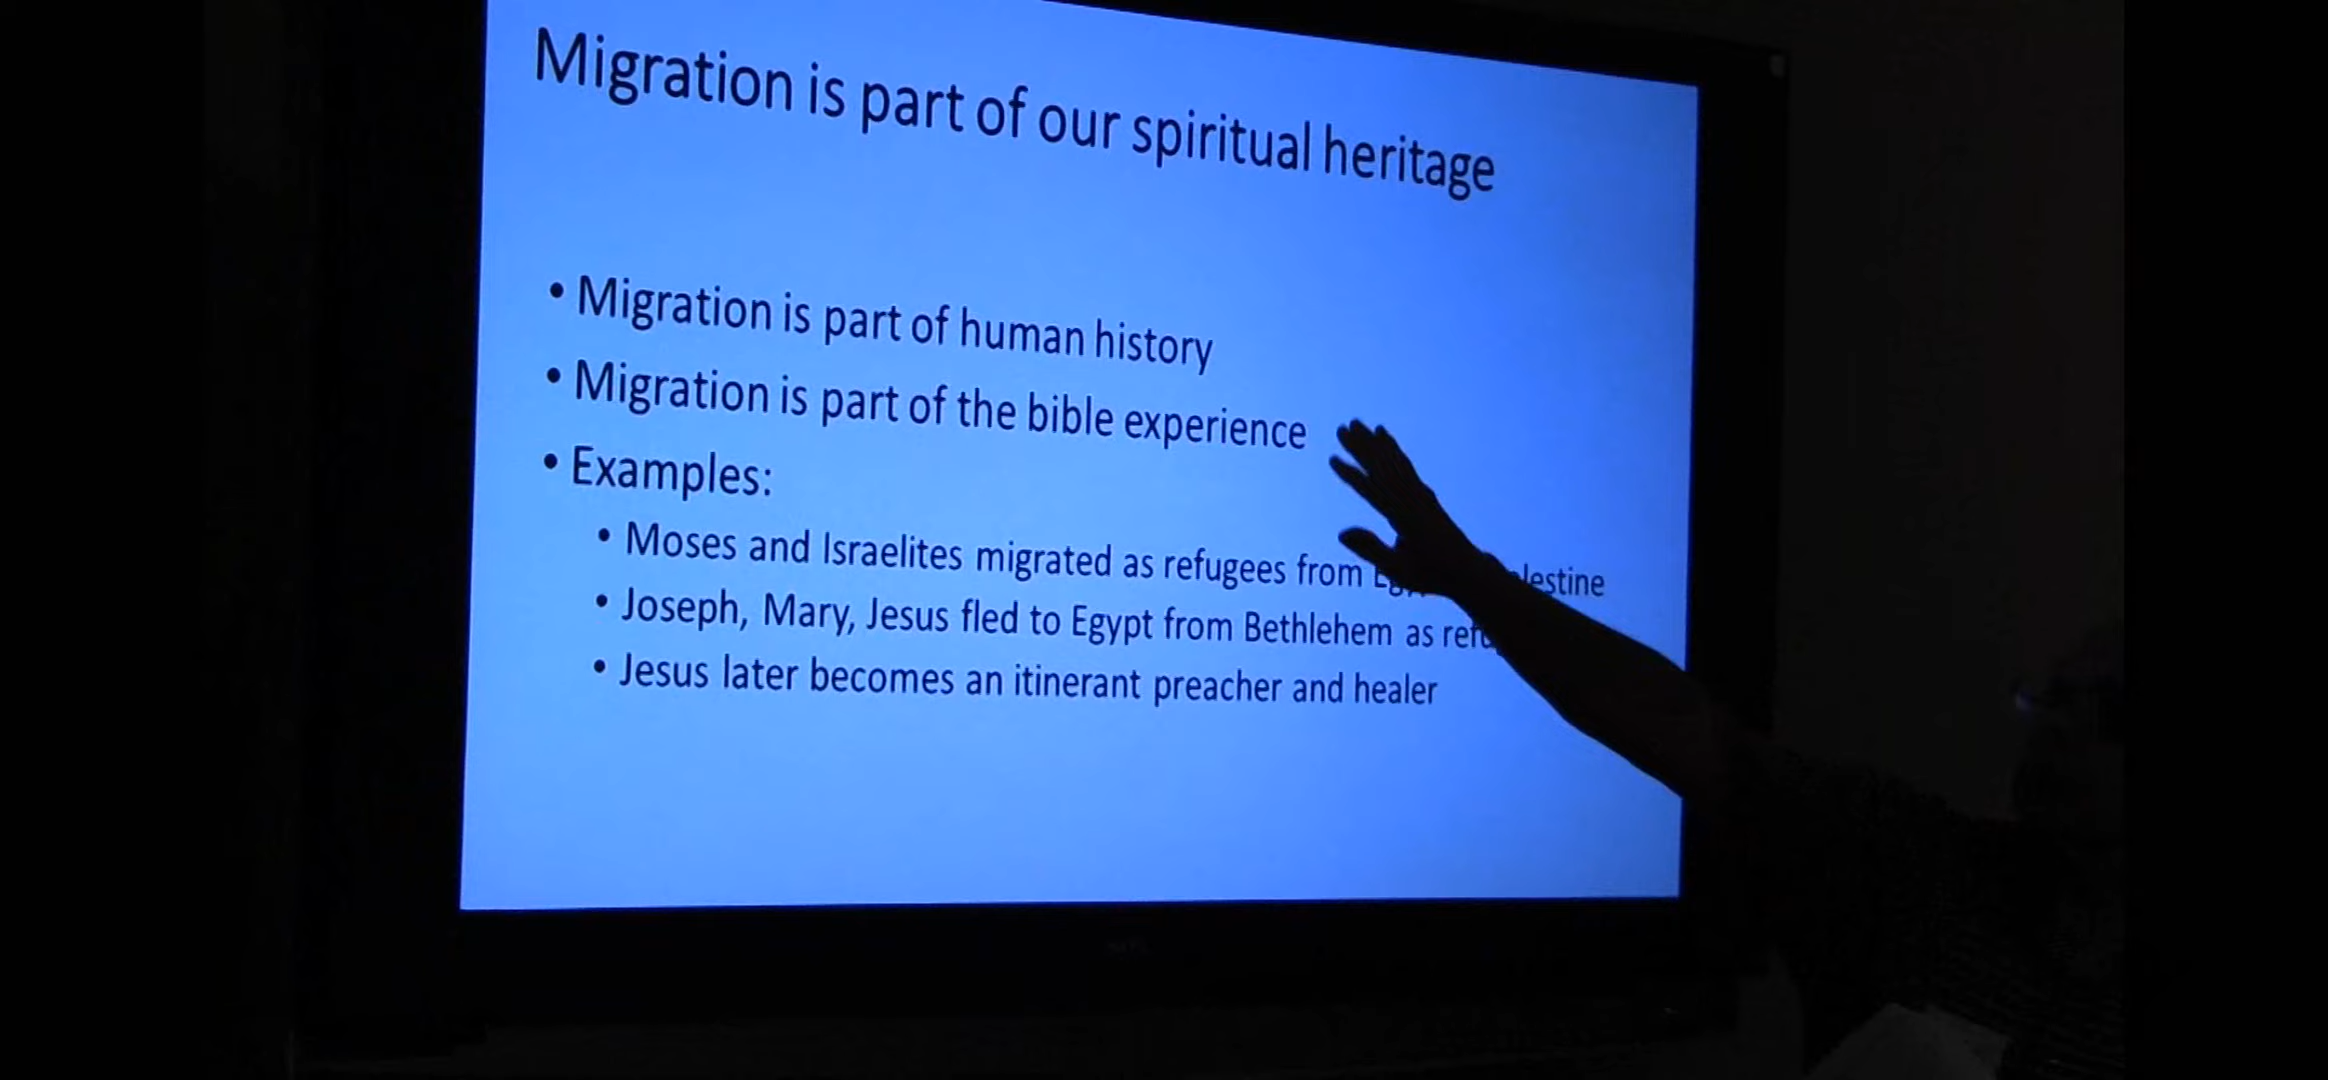 Migration is part of our spiritual heritage
• Migration is part of human history
• Migration is part of the bible experience
• Examples:
• Moses and Israelites migrated as refugees from
• Joseph, Mary, Jesus fled to Egypt from Bethlehem as
• Jesus later becomes an itinerant preacher and healer